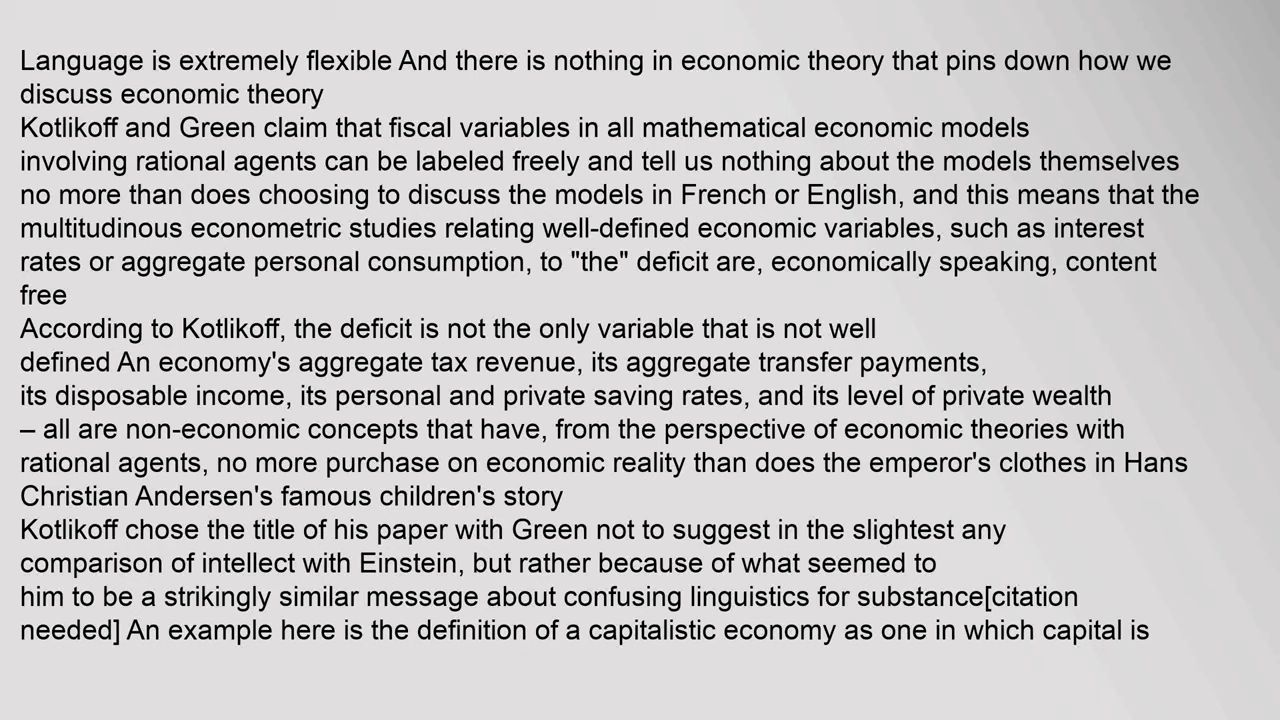 Language is extremely flexible And there is nothing in economic theory that pins down how we
discuss economic theory
Kotlikoff and Green claim that fiscal variables in all mathematical economic models
involving rational agents can be labeled freely and tell us nothing about the models themselves
no more than does choosing to discuss the models in French or English, and this means that the
multitudinous econometric studies relating well-defined economic variables, such as interest
rates or aggregate personal consumption, to "the" deficit are, economically speaking, content
free
According to Kotlikoff, the deficit is not the only variable that is not well
defined An economy's aggregate tax revenue, its aggregate transfer payments,
its disposable income, its personal and private saving rates, and its level of private wealth
– all are non-economic concepts that have, from the perspective of economic theories with
rational agents, no more purchase on economic reality than does the emperor's clothes in Hans
Christian Andersen's famous children's story
Kotlikoff chose the title of his paper with Green not to suggest in the slightest any
comparison of intellect with Einstein, but rather because of what seemed to
him to be a strikingly similar message about confusing linguistics for substance[citation
needed] An example here is the definition of a capitalistic economy as one in which capital is